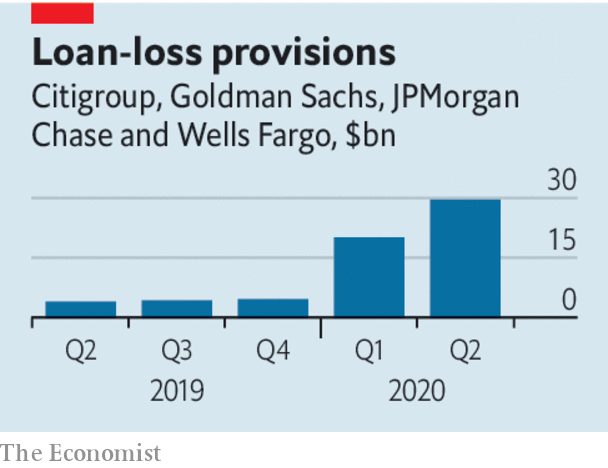 Loan-loss provisions
Citigroup, Goldman Sachs, JPMorgan
Chase and Wells Fargo, $bn
30
15
0
Q2 Q3 Q4 Q1 Q2
2019 2020
The Economist